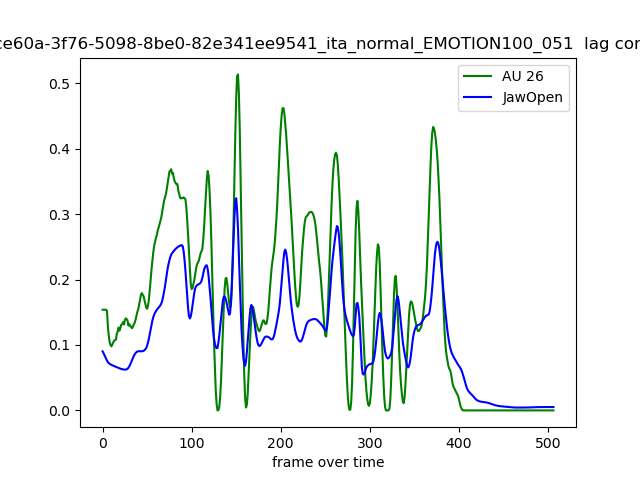 ce60a-3f76-5098-8be0-82e341ee9541_ita_normal_EMOTION100_051 lag cor
AU 26
JawOpen
0.5
0.4
0.3
0.2
0.1
0.0
0 100 200 300 400 500
frame over time